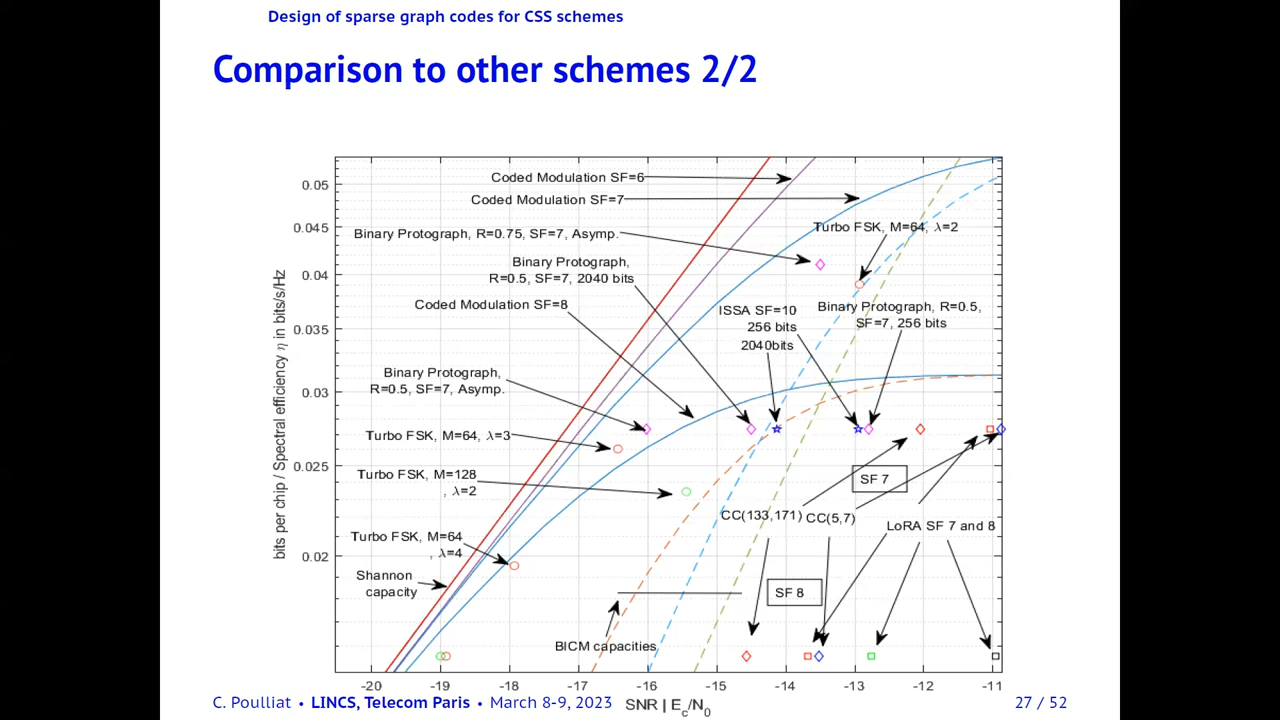 Design of sparse graph codes for CSS schemes
Comparison to other schemes 2/2
Coded Modulation SF=6
Coded Modulation SF=7
Binary Protograph, R=0.75, SF=7, Asymp.
Turbo FSK, M=64, λ=2
Binary Protograph,
R=0.5, SF=7, 2040 bits
Coded Modulation SF=8
ISSA SF=10
256 bits
2040bits
Binary Protograph, R=0.5,
SF=7, 256 bits
Binary Protograph,
R=0.5, SF=7, Asymp.
Turbo FSK, M=64, λ=3
Turbo FSK, M=128
, λ=2
SF 7
CC(133,171)
CC(5,7)
LoRA SF 7 and 8
Turbo FSK, M=64
, λ=4
Shannon
capacity
SF 8
BICM capacities
0.05
0.045
0.04
0.035
0.03
0.025
0.02
bits per chip / Spectral efficiency η in bits/s/Hz
-20 -19 -18 -17 -16 -15 -14 -13 -12 -11
SNR | Ec/N0
C. Poulliat • LINCS, Telecom Paris • March 8-9, 2023
27 / 52